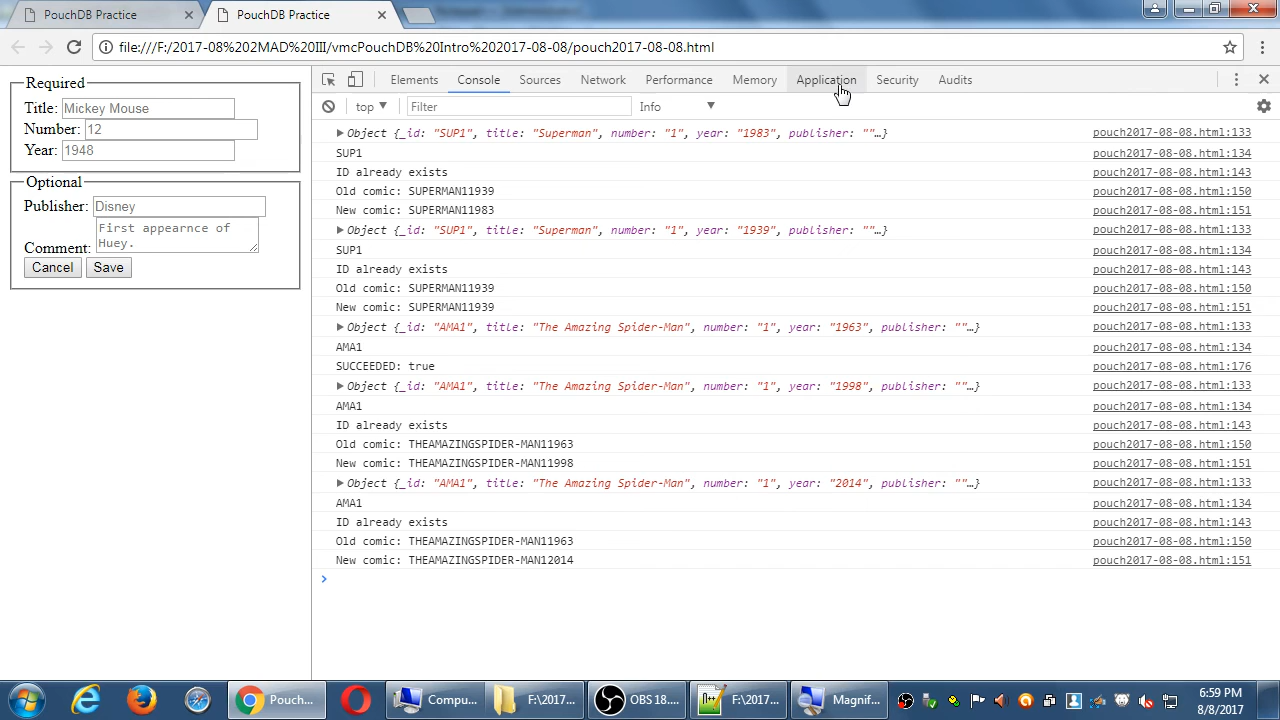 PouchDB Practice
PouchDB Practice
file:///F:/2017-08%202MAD%20III/vmcPouchDB%20Intro%202017-08-08/pouch2017-08-08.html
Required
Title: Mickey Mouse
Number: 12
Year: 1948
Optional
Publisher: Disney
First appearnce of
Huey.
Comment:
Cancel Save
Elements Console Sources Network Performance Memory Application Security Audits
top Filter Info
Object {_id: "SUP1", title: "Superman", number: "1", year: "1983", publisher: ""…} pouch2017-08-08.html:133
SUP1 pouch2017-08-08.html:134
ID already exists pouch2017-08-08.html:143
Old comic: SUPERMAN11939 pouch2017-08-08.html:150
New comic: SUPERMAN11983 pouch2017-08-08.html:151
Object {_id: "SUP1", title: "Superman", number: "1", year: "1939", publisher: ""…} pouch2017-08-08.html:133
SUP1 pouch2017-08-08.html:134
ID already exists pouch2017-08-08.html:143
Old comic: SUPERMAN11939 pouch2017-08-08.html:150
New comic: SUPERMAN11939 pouch2017-08-08.html:151
Object {_id: "AMA1", title: "The Amazing Spider-Man", number: "1", year: "1963", publisher: ""…} pouch2017-08-08.html:133
AMA1 pouch2017-08-08.html:134
SUCCEEDED: true pouch2017-08-08.html:176
Object {_id: "AMA1", title: "The Amazing Spider-Man", number: "1", year: "1998", publisher: ""…} pouch2017-08-08.html:133
AMA1 pouch2017-08-08.html:134
ID already exists pouch2017-08-08.html:143
Old comic: THEAMAZINGSPIDER-MAN11963 pouch2017-08-08.html:150
New comic: THEAMAZINGSPIDER-MAN11998 pouch2017-08-08.html:151
Object {_id: "AMA1", title: "The Amazing Spider-Man", number: "1", year: "2014", publisher: ""…} pouch2017-08-08.html:133
AMA1 pouch2017-08-08.html:134
ID already exists pouch2017-08-08.html:143
Old comic: THEAMAZINGSPIDER-MAN11963 pouch2017-08-08.html:150
New comic: THEAMAZINGSPIDER-MAN12014 pouch2017-08-08.html:151
Pouch... Compu... F:\2017... OBS 18.... F:\2017... Magnif...
6:59 PM
8/8/2017